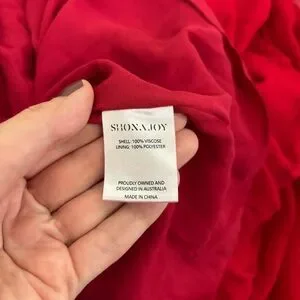 SHONA JOY
SHELL: 100% VISCOSE
LINING: 100% POLYESTER
PROUDLY OWNED AND
DESIGNED IN AUSTRALIA
MADE IN CHINA